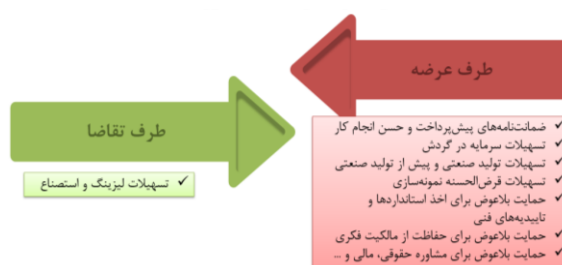 طرف عرضه
✓ ضمانت‌نامه‌های پیش‌پرداخت و حسن انجام کار
✓ تسهیلات سرمایه در گردش
✓ تسهیلات تولید صنعتی و پیش از تولید صنعتی
✓ تسهیلات قرض‌الحسنه نمونه‌سازی
✓ حمایت بلاعوض برای اخذ استانداردها و
تاییدیه‌های فنی
✓ حمایت بلاعوض برای حفاظت از مالکیت فکری
✓ حمایت بلاعوض برای مشاوره حقوقی، مالی و ...
طرف تقاضا
✓ تسهیلات لیزینگ و استصناع